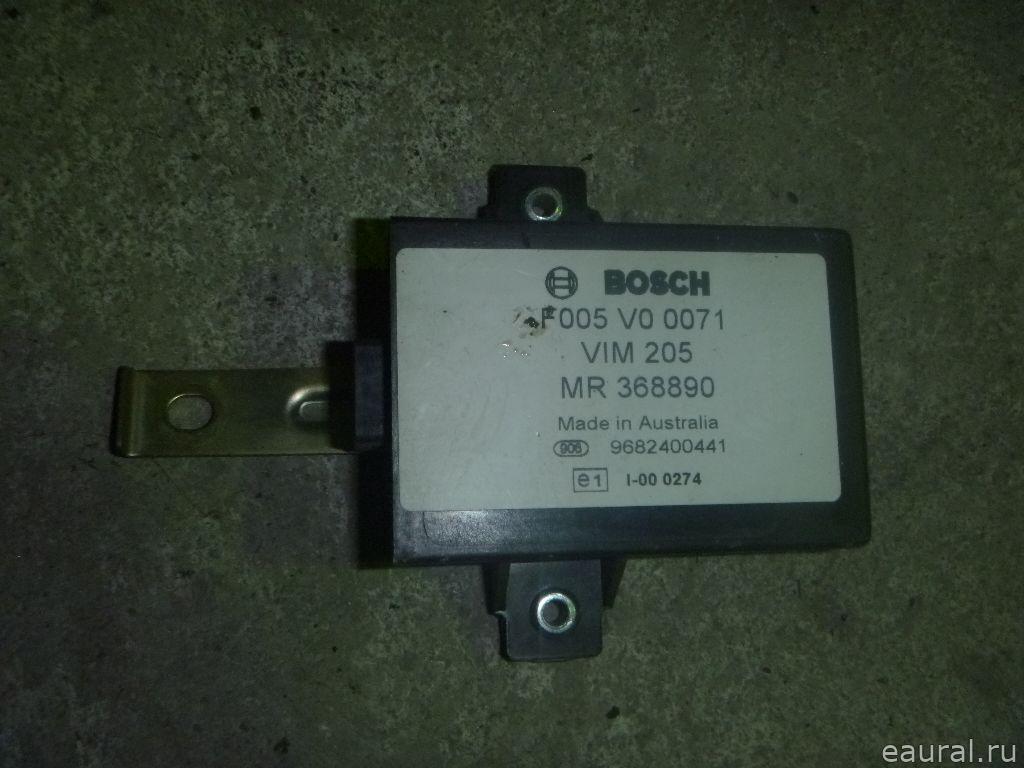 BOSCH
F005 V0 0071
VIM 205
MR 368890
Made in Australia
906 9682400441
e1 I-00 0274
eaural.ru